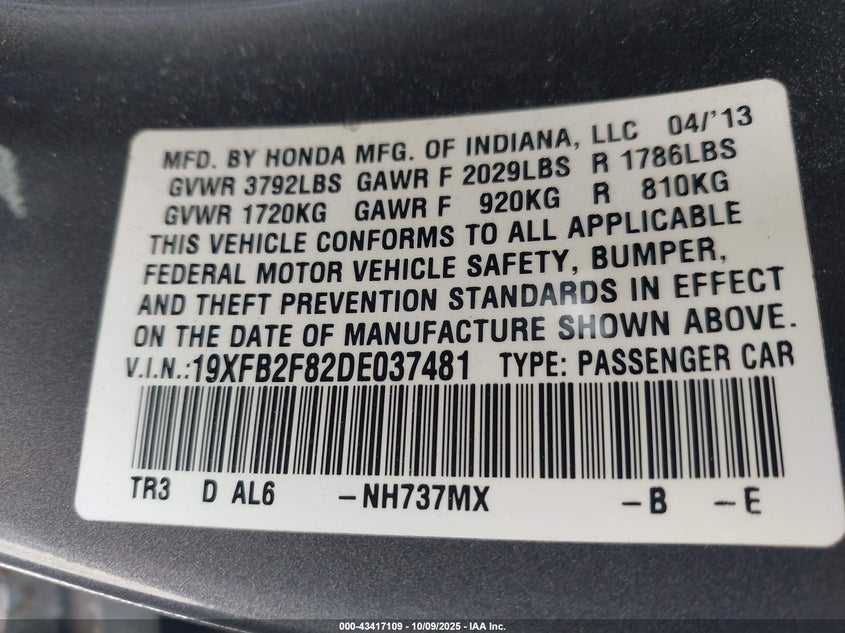 MFD. BY HONDA MFG. OF INDIANA, LLC 04/'13
GVWR 3792LBS GAWR F 2029LBS R 1786LBS
GVWR 1720KG GAWR F 920KG R 810KG
THIS VEHICLE CONFORMS TO ALL APPLICABLE
FEDERAL MOTOR VEHICLE SAFETY, BUMPER,
AND THEFT PREVENTION STANDARDS IN EFFECT
ON THE DATE OF MANUFACTURE SHOWN ABOVE.
V.I.N.:19XFB2F82DE037481 TYPE: PASSENGER CAR
TR3 D AL6 –NH737MX –B –E
000-43417109 - 10/09/2025 - IAA Inc.